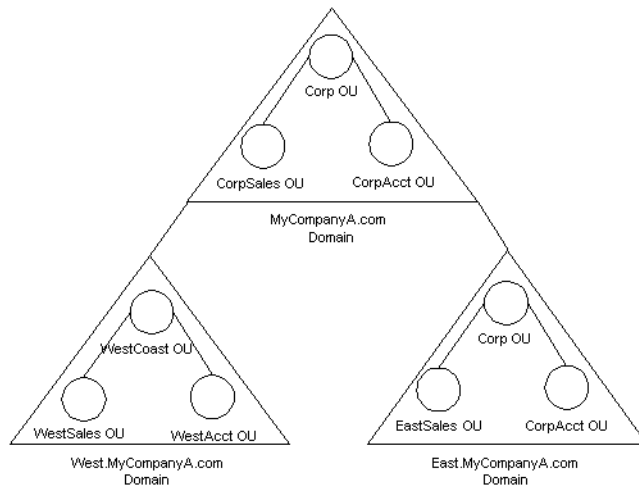 Corp OU
CorpSales OU
CorpAcct OU
MyCompanyA.com
Domain
WestCoast OU
WestSales OU
WestAcct OU
West.MyCompanyA.com
Domain
Corp OU
EastSales OU
CorpAcct OU
East.MyCompanyA.com
Domain